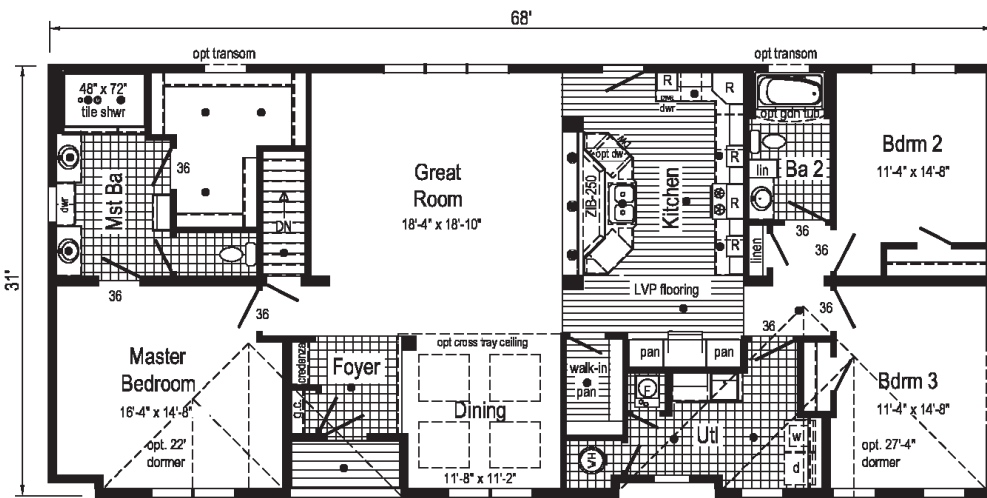 68'
31'
opt transom
opt transom
48" x 72"
tile shwr
R
R
dwr
opt dw
DW
opt gdn tub
36
Mst Ba
dwr
DN
Great
Room
18'-4" x 18'-10"
ZIB-250
Kitchen
R
R
R
lin
Ba 2
Bdrm 2
11'-4" x 14'-8"
36
36
linen
36
LVP flooring
36
36
36
Master
Bedroom
16'-4" x 14'-8"
opt. 22'
dormer
credenza
g.c.
Foyer
opt cross tray ceiling
Dining
11'-8" x 11'-2"
walk-in
pan
pan
pan
F
Utl
WH
w
d
Bdrm 3
11'-4" x 14'-8"
opt. 27'-4"
dormer